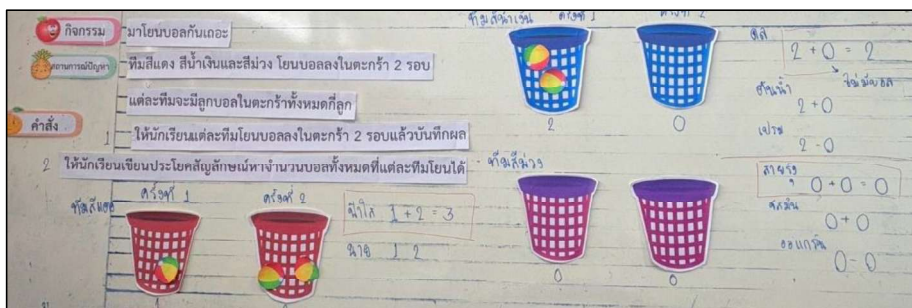 กิจกรรม
มาโยนบอลกันเถอะ
สถานการณ์ปัญหา
ทีมสีแดง สีน้ำเงินและสีม่วง โยนบอลลงในตะกร้า 2 รอบ
แต่ละทีมจะมีลูกบอลในตะกร้าทั้งหมดกี่ลูก
คำสั่ง
1 ให้นักเรียนแต่ละทีมโยนบอลลงในตะกร้า 2 รอบแล้วบันทึกผล
2 ให้นักเรียนเขียนประโยคสัญลักษณ์หาจำนวนบอลทั้งหมดที่แต่ละทีมโยนได้
ทีมสีแดง ครั้งที่ 1 ครั้งที่ 2
1 + 2 = 3
1 2
1
ทีมสีน้ำเงิน ครั้งที่ 1 ครั้งที่ 2
2 0
ทีมสีม่วง
0 0
2 + 0 = 2
ต้นน้ำ
2 + 0
2 - 0
0 + 0 = 0
0 + 0
0 - 0